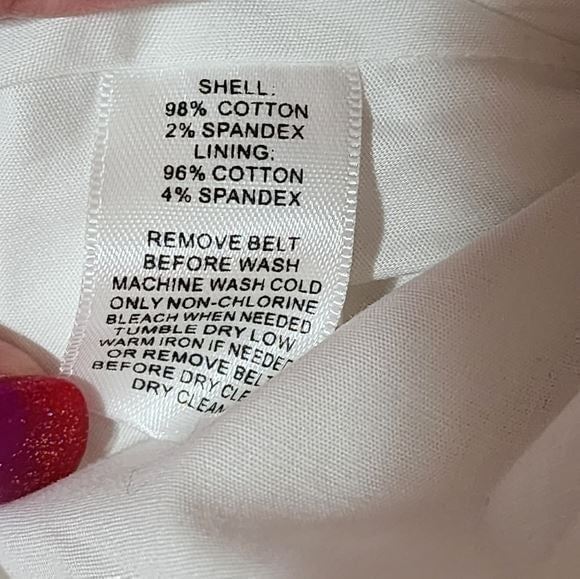 SHELL:
98% COTTON
2% SPANDEX
LINING:
96% COTTON
4% SPANDEX
REMOVE BELT
BEFORE WASH
MACHINE WASH COLD
ONLY NON-CHLORINE
BLEACH WHEN NEEDED
TUMBLE DRY LOW
WARM IRON IF
OR REMOVE
BEFORE DRY
DRY